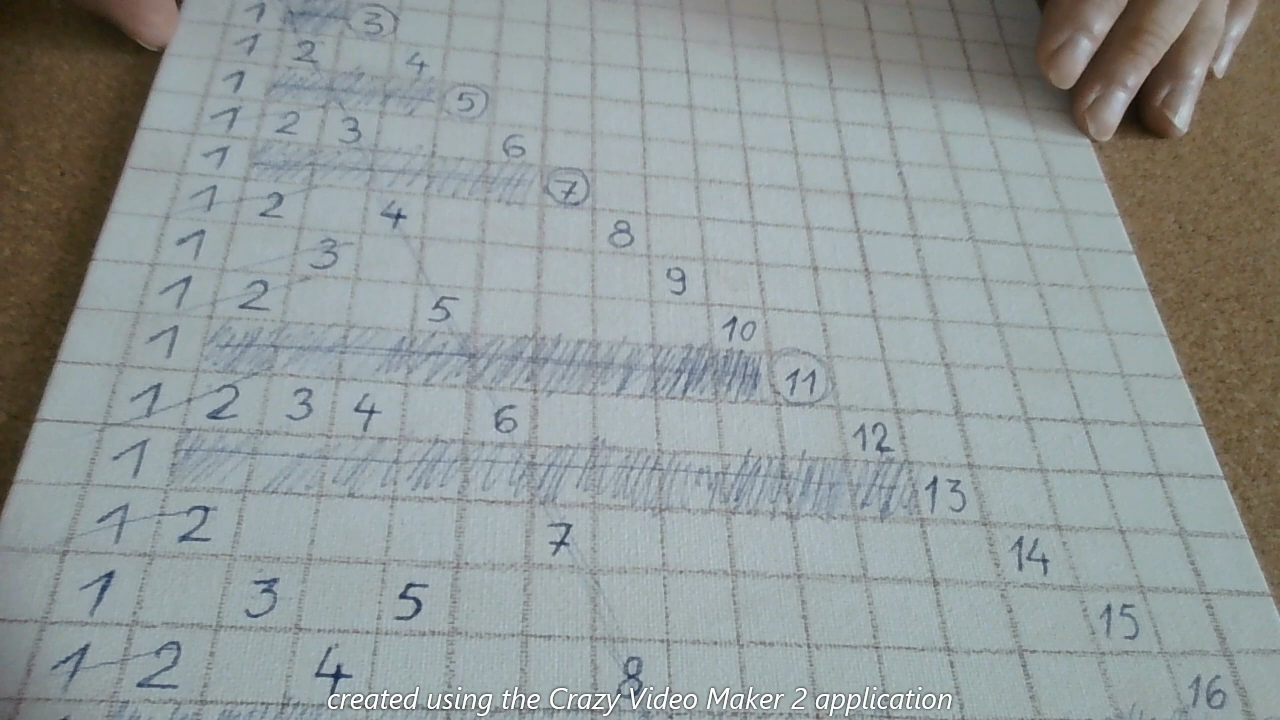 1 3
1 2 4
1 5
1 2 3 6
1 7
1 2 4 8
1 3 9
1 2 5 10
1 11
1 2 3 4 6 12
1 13
1 2 7 14
1 3 5 15
1 2 4 8 16
created using the Crazy Video Maker 2 application